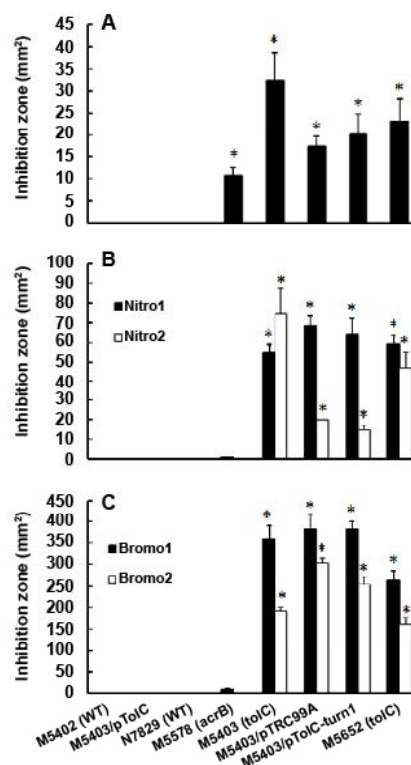 A
Inhibition zone (mm²)
45
40
35
30
25
20
15
10
5
0
*
*
*
*
*
B
Inhibition zone (mm²)
100
90
80
70
60
50
40
30
20
10
0
Nitro1
Nitro2
*
*
*
*
*
*
*
*
C
Inhibition zone (mm²)
450
400
350
300
250
200
150
100
50
0
Bromo1
Bromo2
*
*
*
*
*
*
*
*
M5402 (WT)
M5403/pTolC
N7829 (WT)
M5578 (acrB)
M5403 (tolC)
M5403/pTRC99A
M5403/pTolC-turn1
M5652 (tolC)